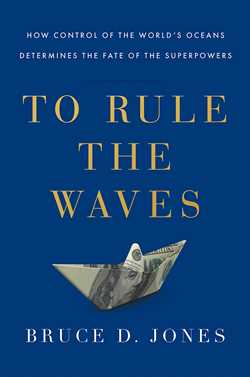 HOW CONTROL OF THE WORLD'S OCEANS
DETERMINES THE FATE OF THE SUPERPOWERS
TO RULE
THE
WAVES
BRUCE D. JONES